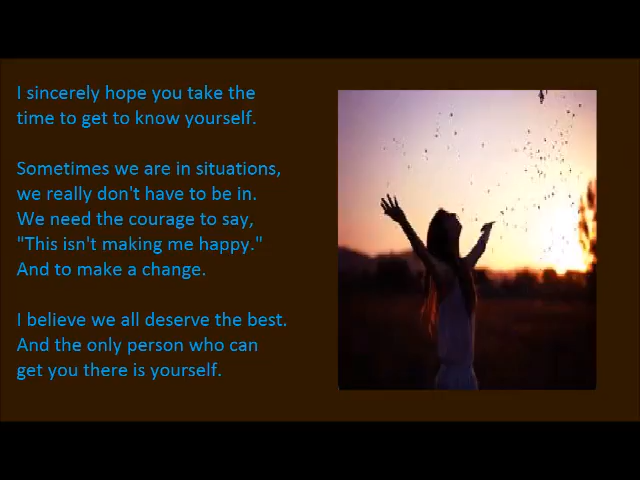 I sincerely hope you take the
time to get to know yourself.
Sometimes we are in situations,
we really don't have to be in.
We need the courage to say,
"This isn't making me happy."
And to make a change.
I believe we all deserve the best.
And the only person who can
get you there is yourself.